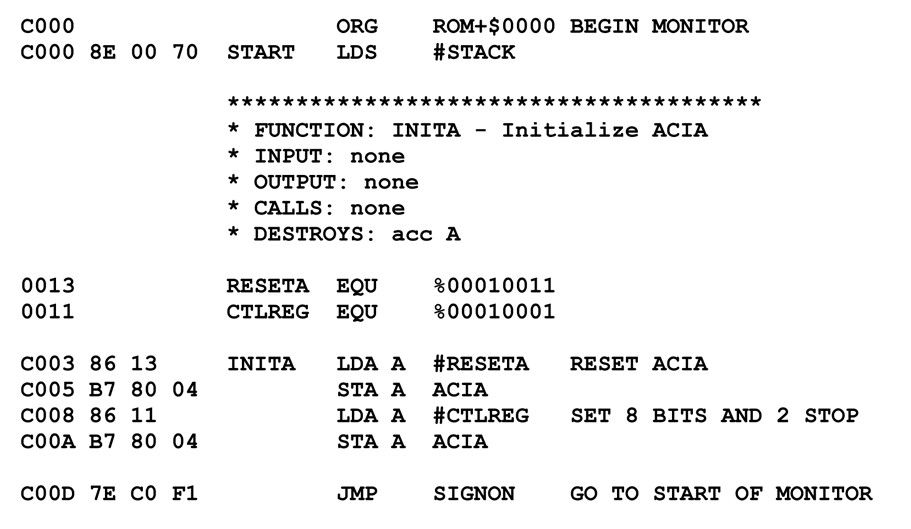 C000                   ORG    ROM+$0000 BEGIN MONITOR
C000 8E 00 70  START   LDS    #STACK
***************************************
* FUNCTION: INITA - Initialize ACIA
* INPUT: none
* OUTPUT: none
* CALLS: none
* DESTROYS: acc A
0013           RESETA  EQU    %00010011
0011           CTLREG  EQU    %00010001
C003 86 13     INITA   LDA A  #RESETA   RESET ACIA
C005 B7 80 04          STA A  ACIA
C008 86 11             LDA A  #CTLREG   SET 8 BITS AND 2 STOP
C00A B7 80 04          STA A  ACIA
C00D 7E C0 F1          JMP    SIGNON    GO TO START OF MONITOR